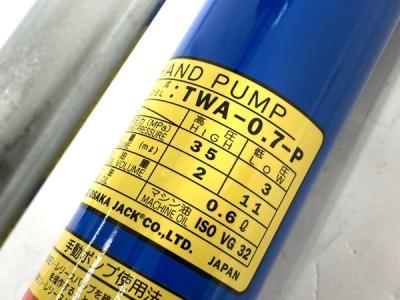 HAND PUMP
式 : TWA-0.7-P
高圧 低圧
HIGH LOW
(MPa) 35 3
PRESSURE
(mℓ) 2 11
VOLUME
量 マシン油 0.6ℓ
MACHINE OIL ISO VG 32
OSAKA JACK CO., LTD. JAPAN
手動ポンプ使用法